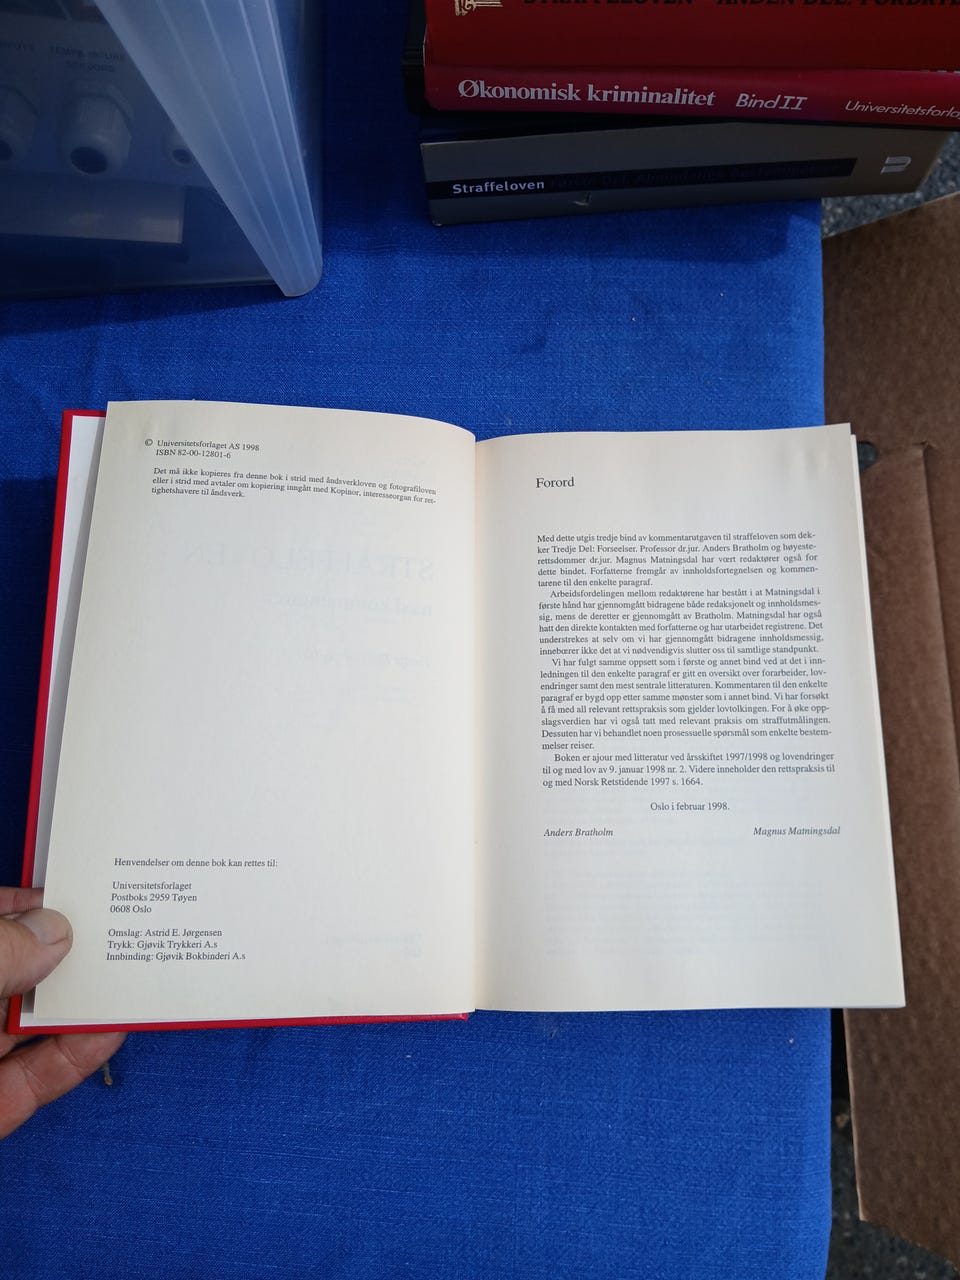 STRAFFELOVEN - ANDEN DEL: FORBRY
Økonomisk kriminalitet Bind II Universitetsforla
Straffeloven Første Del: Almindelige Bestemmelser
© Universitetsforlaget AS 1998
ISBN 82-00-12801-6
Det må ikke kopieres fra denne bok i strid med åndsverkloven og fotografiloven
eller i strid med avtaler om kopiering inngått med Kopinor, interesseorgan for ret-
tighetshavere til åndsverk.
Henvendelser om denne bok kan rettes til:
Universitetsforlaget
Postboks 2959 Tøyen
0608 Oslo
Omslag: Astrid E. Jørgensen
Trykk: Gjøvik Trykkeri A.s
Innbinding: Gjøvik Bokbinderi A.s
Forord
Med dette utgis tredje bind av kommentarutgaven til straffeloven som dek-
ker Tredje Del: Forseelser. Professor dr.jur. Anders Bratholm og høyeste-
rettsdommer dr.jur. Magnus Matningsdal har vært redaktører også for
dette bindet. Forfatterne fremgår av innholdsfortegnelsen og kommen-
tarene til den enkelte paragraf.
Arbeidsfordelingen mellom redaktørene har bestått i at Matningsdal i
første hånd har gjennomgått bidragene både redaksjonelt og innholdsmes-
sig, mens de deretter er gjennomgått av Bratholm. Matningsdal har også
hatt den direkte kontakten med forfatterne og har utarbeidet registrene. Det
understrekes at selv om vi har gjennomgått bidragene innholdsmessig,
innebærer ikke det at vi nødvendigvis slutter oss til samtlige standpunkt.
Vi har fulgt samme oppsett som i første og annet bind ved at det i inn-
ledningen til den enkelte paragraf er gitt en oversikt over forarbeider, lov-
endringer samt den mest sentrale litteraturen. Kommentaren til den enkelte
paragraf er bygd opp etter samme mønster som i annet bind. Vi har forsøkt
å få med all relevant rettspraksis som gjelder lovtolkingen. For å øke opp-
slagsverdien har vi også tatt med relevant praksis om straffutmålingen.
Dessuten har vi behandlet noen prosessuelle spørsmål som enkelte bestem-
melser reiser.
Boken er ajour med litteratur ved årsskiftet 1997/1998 og lovendringer
til og med lov av 9. januar 1998 nr. 2. Videre inneholder den rettspraksis til
og med Norsk Retstidende 1997 s. 1664.
Oslo i februar 1998.
Anders Bratholm Magnus Matningsdal